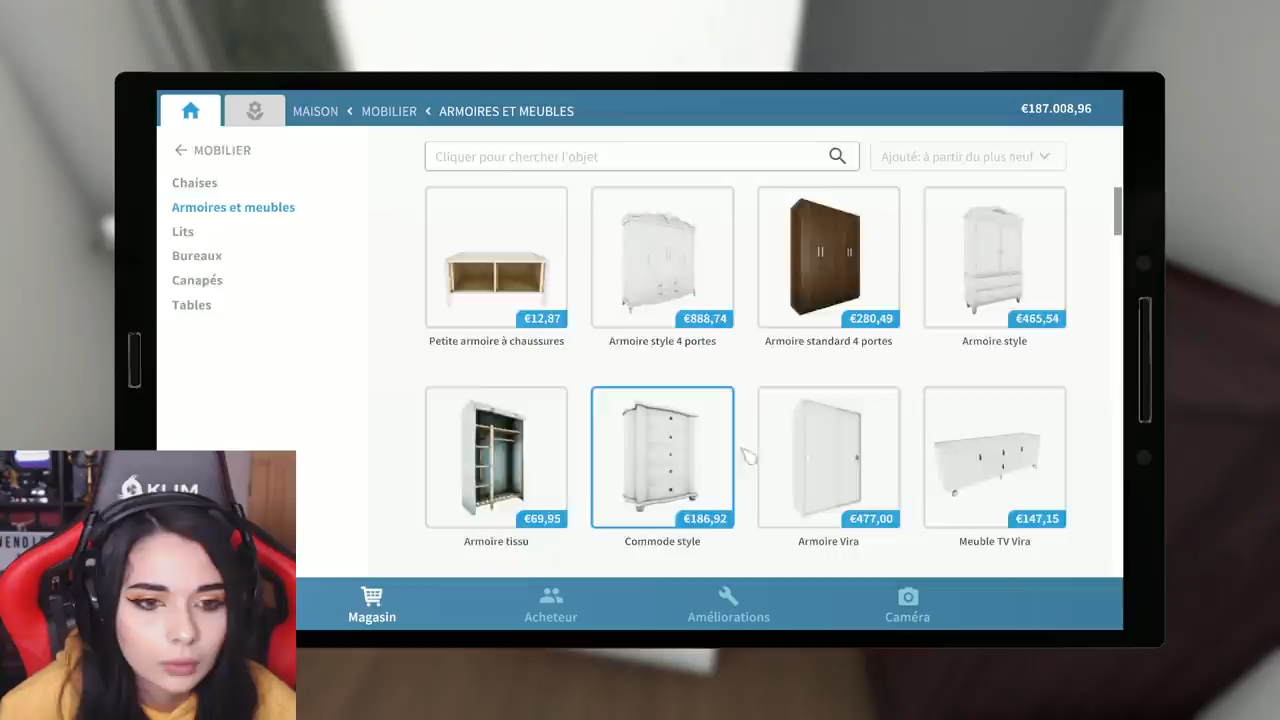 MAISON < MOBILIER < ARMOIRES ET MEUBLES
€187.008,96
← MOBILIER
Chaises
Armoires et meubles
Lits
Bureaux
Canapés
Tables
Cliquer pour chercher l'objet
Ajouté: à partir du plus neuf
€12,87
€888,74
€280,49
€465,54
Petite armoire à chaussures
Armoire style 4 portes
Armoire standard 4 portes
Armoire style
€69,95
€186,92
€477,00
€147,15
Armoire tissu
Commode style
Armoire Vira
Meuble TV Vira
KLIM
Magasin
Acheteur
Améliorations
Caméra